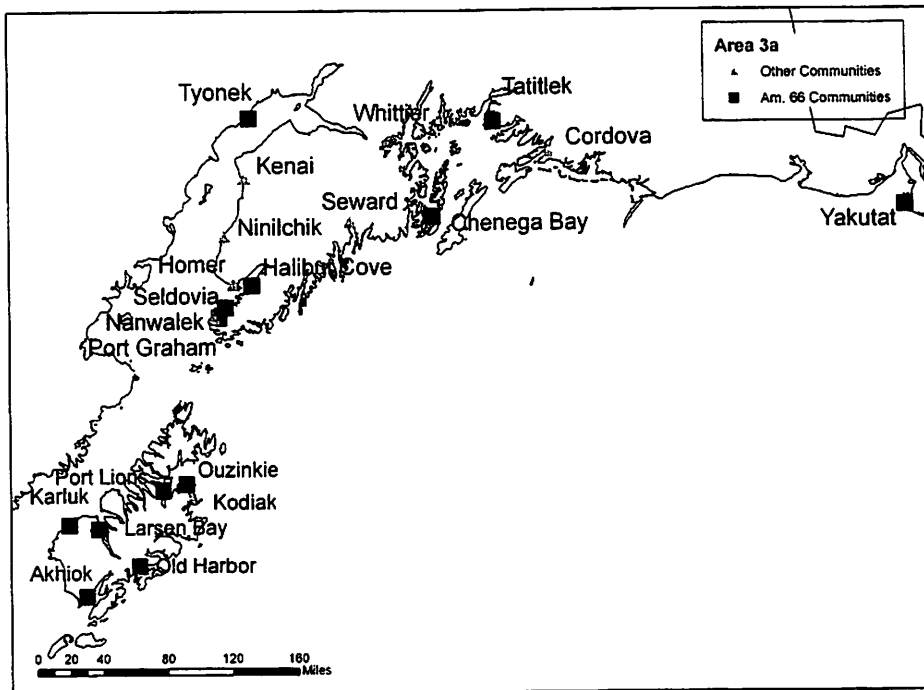 Area 3a
Other Communities
Am. 66 Communities
Tyonek
Tatitlek
Whittier
Cordova
Kenai
Seward
Chenega Bay
Yakutat
Ninilchik
Homer
Halibut Cove
Seldovia
Nanwalek
Port Graham
Port Lions
Ouzinkie
Karluk
Kodiak
Larsen Bay
Akhiok
Old Harbor
0 20 40 80 120 160
Miles